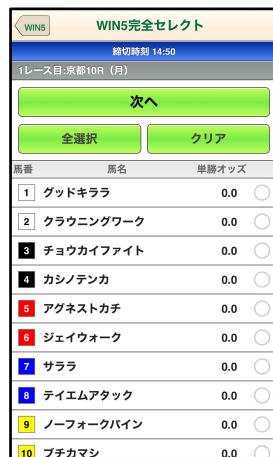 WIN5
WIN5完全セレクト
締切時刻 14:50
1レース目:京都10R（月）
次へ
全選択 クリア
馬番 馬名 単勝オッズ
1 グッドキララ 0.0
2 クラウニングワーク 0.0
3 チョウカイファイト 0.0
4 カシノテンカ 0.0
5 アグネストカチ 0.0
6 ジェイウォーク 0.0
7 サララ 0.0
8 テイエムアタック 0.0
9 ノーフォークパイン 0.0
10 ブチカマシ 0.0